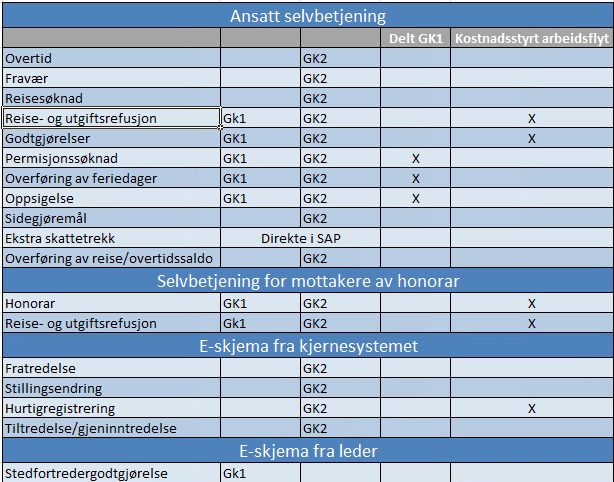 Ansatt selvbetjening
Delt GK1 Kostnadsstyrt arbeidsflyt
Overtid GK2
Fravær GK2
Reisesøknad GK2
Reise- og utgiftsrefusjon Gk1 GK2 X
Godtgjørelser GK1 GK2 X
Permisjonssøknad GK1 GK2 X
Overføring av feriedager GK1 GK2 X
Oppsigelse GK1 GK2 X
Sidegjøremål GK2
Ekstra skattetrekk Direkte i SAP
Overføring av reise/overtidssaldo GK2
Selvbetjening for mottakere av honorar
Honorar GK1 GK2 X
Reise- og utgiftsrefusjon Gk1 GK2 X
E-skjema fra kjernesystemet
Fratredelse GK2
Stillingsendring GK2
Hurtigregistrering GK2 X
Tiltredelse/gjeninntredelse GK2
E-skjema fra leder
Stedfortredergodtgjørelse Gk1